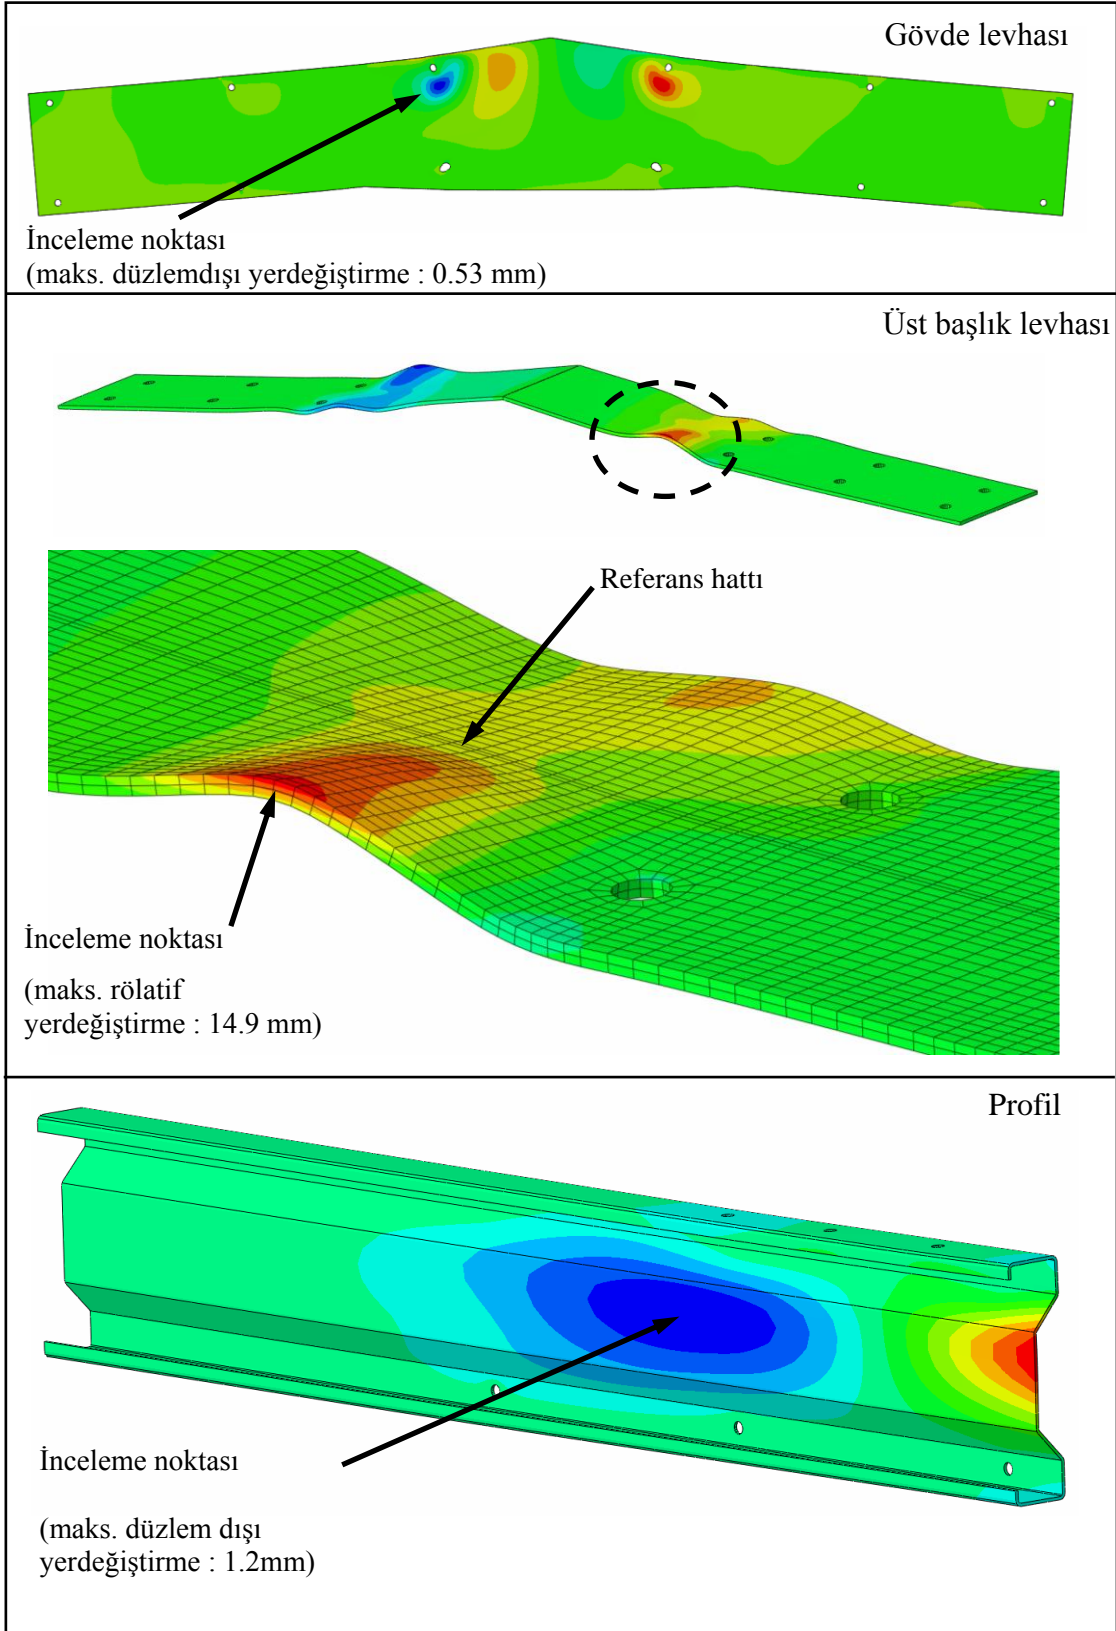 Gövde levhası
İnceleme noktası
(maks. düzlemdışı yerdeğiştirme : 0.53 mm)
Üst başlık levhası
Referans hattı
İnceleme noktası
(maks. rölatif
yerdeğiştirme : 14.9 mm)
Profil
İnceleme noktası
(maks. düzlem dışı
yerdeğiştirme : 1.2mm)